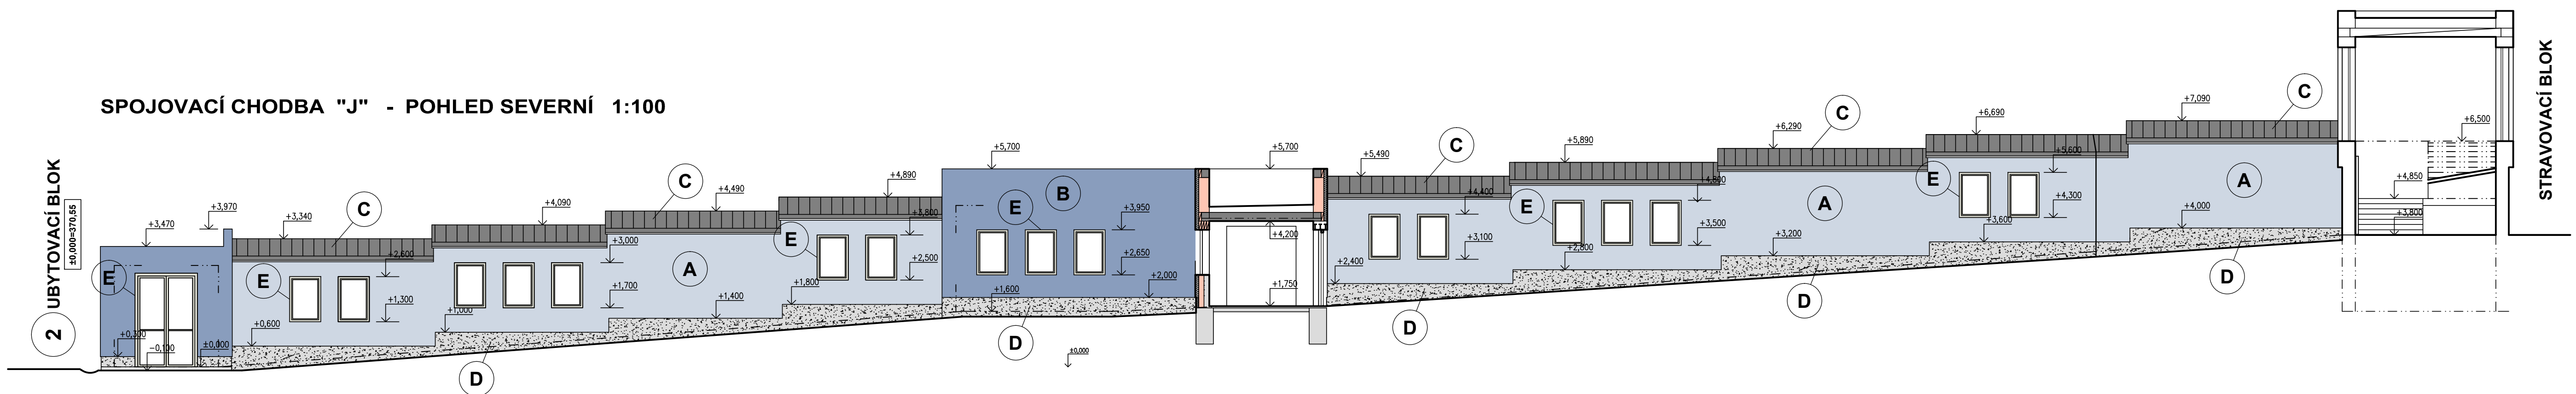 SPOJOVACÍ CHODBA "J" - POHLED SEVERNÍ 1:100
2 UBYTOVACÍ BLOK
±0,000=370,55
+3,470
+3,970
E
+0,300
-0,100
±0,000
+3,340
C
E
+2,600
+1,300
+0,600
+4,090
+3,000
+1,700
+1,000
D
C
+4,490
A
+1,400
+4,890
E
+3,800
+2,500
+1,800
+5,700
B
E
+3,950
+2,650
+2,000
+1,600
D
±0,000
+5,700
+4,200
+1,750
+5,490
C
+4,400
+3,100
+2,400
D
+5,890
E
+4,800
+3,500
+2,800
+6,290
C
A
+3,200
D
+6,690
E
+5,600
+4,300
+3,600
+7,090
C
A
+4,000
D
+6,500
+4,850
+3,800
STRAVOVACÍ BLOK